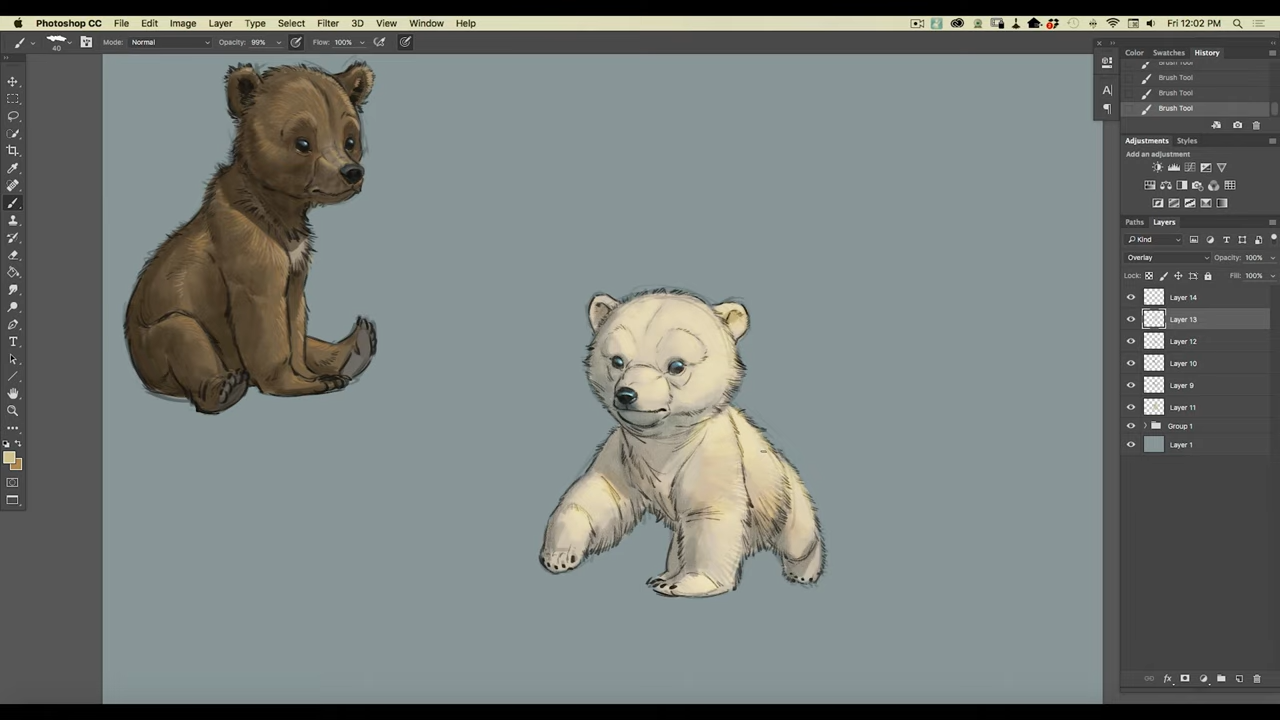 Photoshop CC File Edit Image Layer Type Select Filter 3D View Window Help Fri 12:02 PM
40 Mode: Normal Opacity: 99% Flow: 100%
Color Swatches History
Brush Tool
Brush Tool
Brush Tool
Brush Tool
Adjustments Styles
Add an adjustment
Paths Layers
Kind
Overlay Opacity: 100%
Lock: Fill: 100%
Layer 14
Layer 13
Layer 12
Layer 10
Layer 9
Layer 11
Group 1
Layer 1